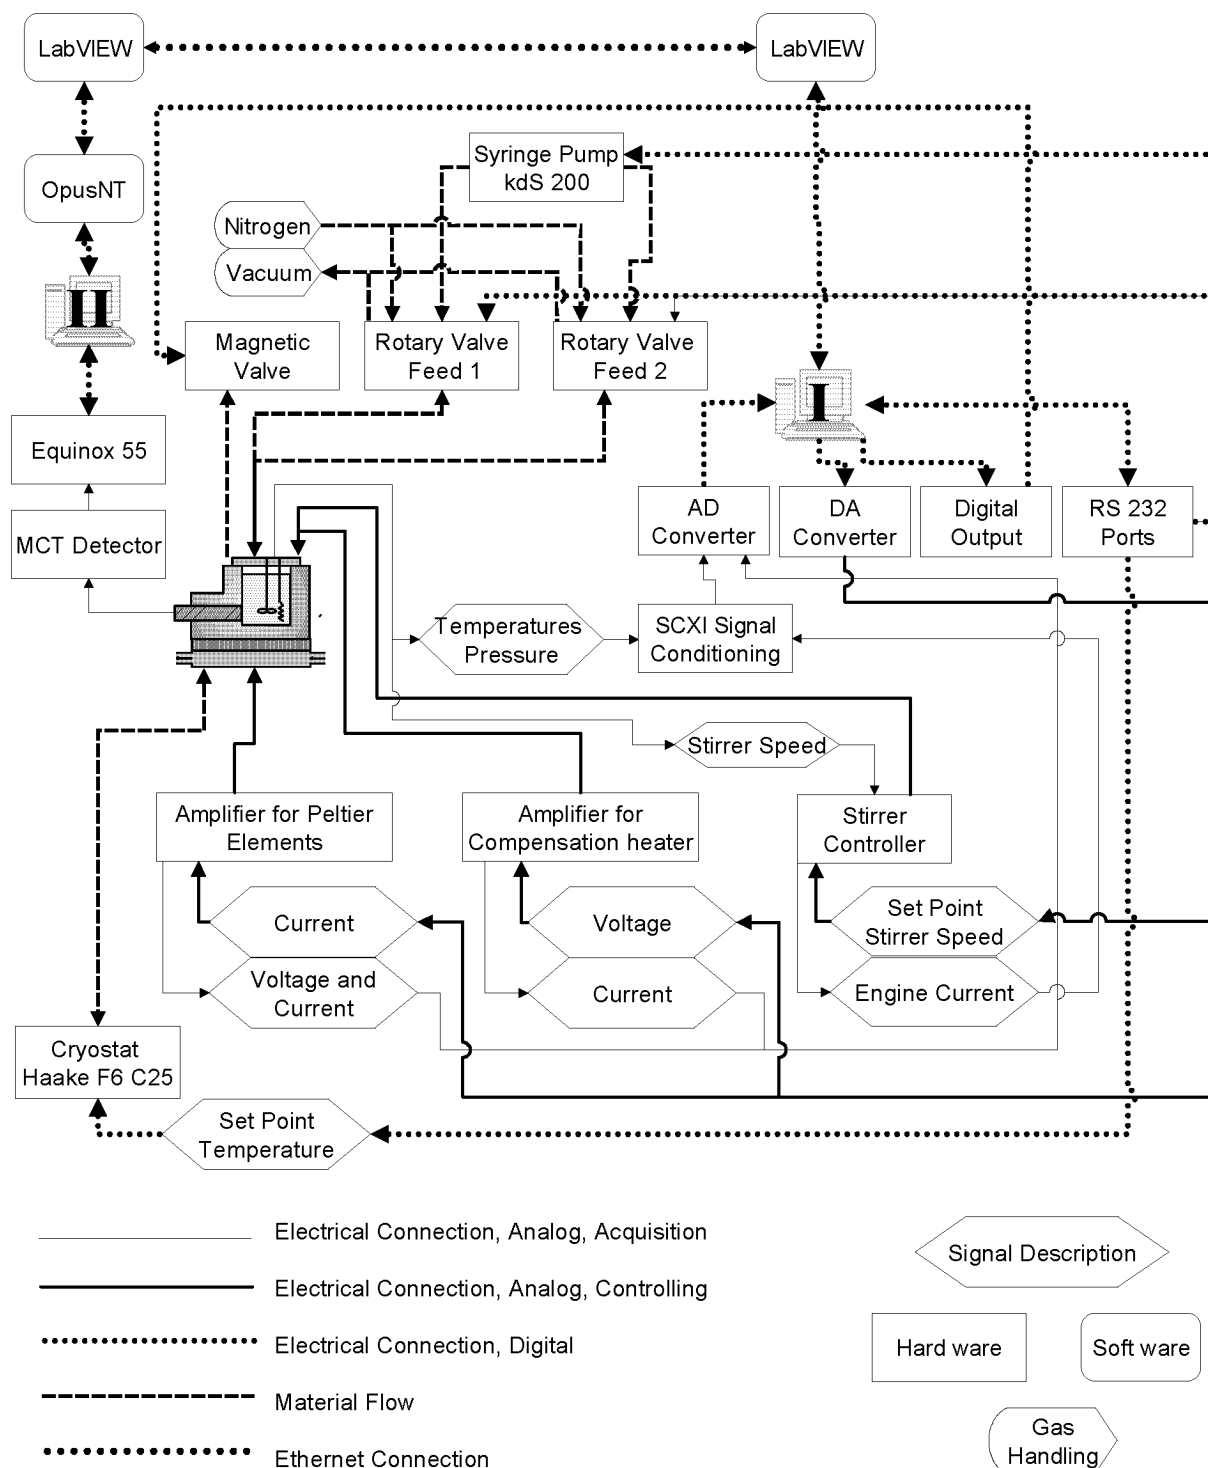 LabVIEW
LabVIEW
Syringe Pump
kdS 200
OpusNT
Nitrogen
Vacuum
II
Magnetic
Valve
Rotary Valve
Feed 1
Rotary Valve
Feed 2
I
Equinox 55
AD
Converter
DA
Converter
Digital
Output
RS 232
Ports
MCT Detector
Temperatures
Pressure
SCXI Signal
Conditioning
Stirrer Speed
Amplifier for Peltier
Elements
Amplifier for
Compensation heater
Stirrer
Controller
Current
Voltage
Set Point
Stirrer Speed
Voltage and
Current
Current
Engine Current
Cryostat
Haake F6 C25
Set Point
Temperature
Electrical Connection, Analog, Acquisition
Electrical Connection, Analog, Controlling
Electrical Connection, Digital
Material Flow
Ethernet Connection
Signal Description
Hard ware
Soft ware
Gas
Handling